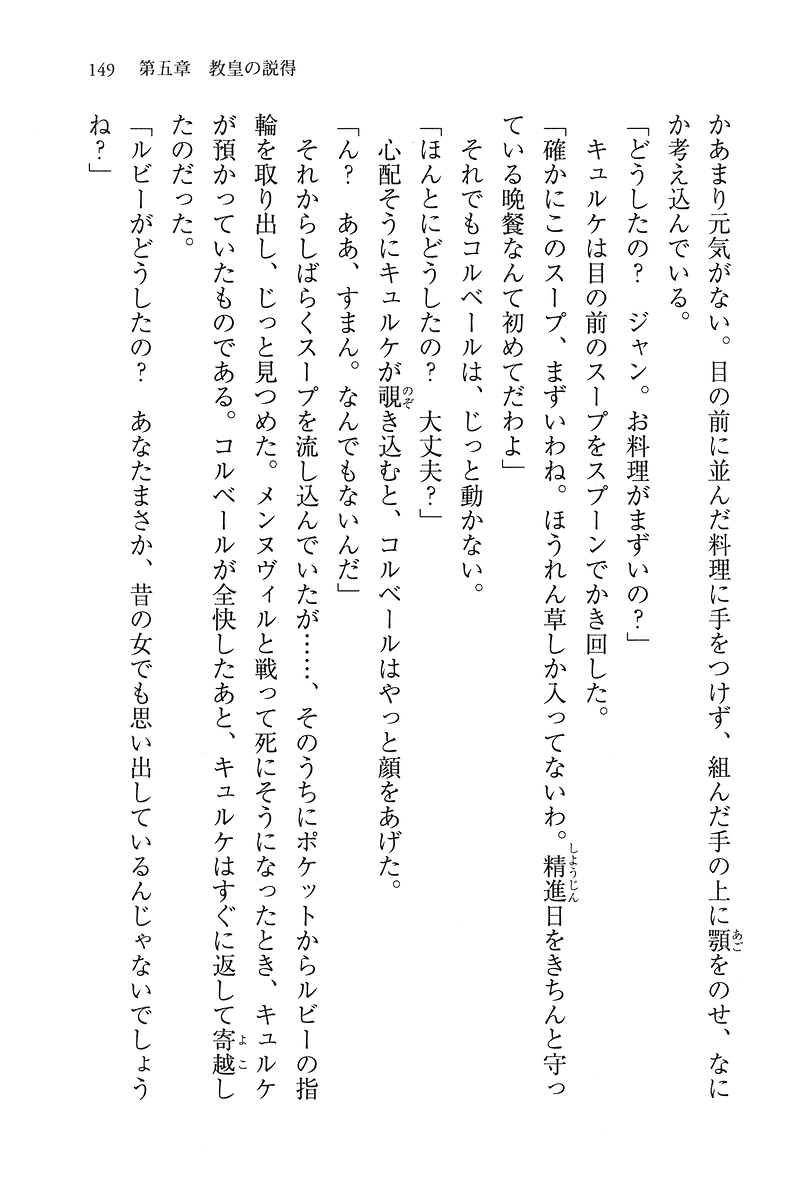 149　第五章　教皇の説得
かあまり元気がない。目の前に並んだ料理に手をつけず、組んだ手の上に顎をのせ、なに
か考え込んでいる。
「どうしたの？　ジャン。お料理がまずいの？」
　キュルケは目の前のスープをスプーンでかき回した。
「確かにこのスープ、まずいわね。ほうれん草しか入ってないわ。精進日をきちんと守っ
ている晩餐なんて初めてだわよ」
　それでもコルベールは、じっと動かない。
「ほんとにどうしたの？　大丈夫？」
　心配そうにキュルケが覗き込むと、コルベールはやっと顔をあげた。
「ん？　ああ、すまん。なんでもないんだ」
　それからしばらくスープを流し込んでいたが……、そのうちにポケットからルビーの指
輪を取り出し、じっと見つめた。メンヌヴィルと戦って死にそうになったとき、キュルケ
が預かっていたものである。コルベールが全快したあと、キュルケはすぐに返して寄越し
たのだった。
「ルビーがどうしたの？　あなたまさか、昔の女でも思い出しているんじゃないでしょう
ね？」